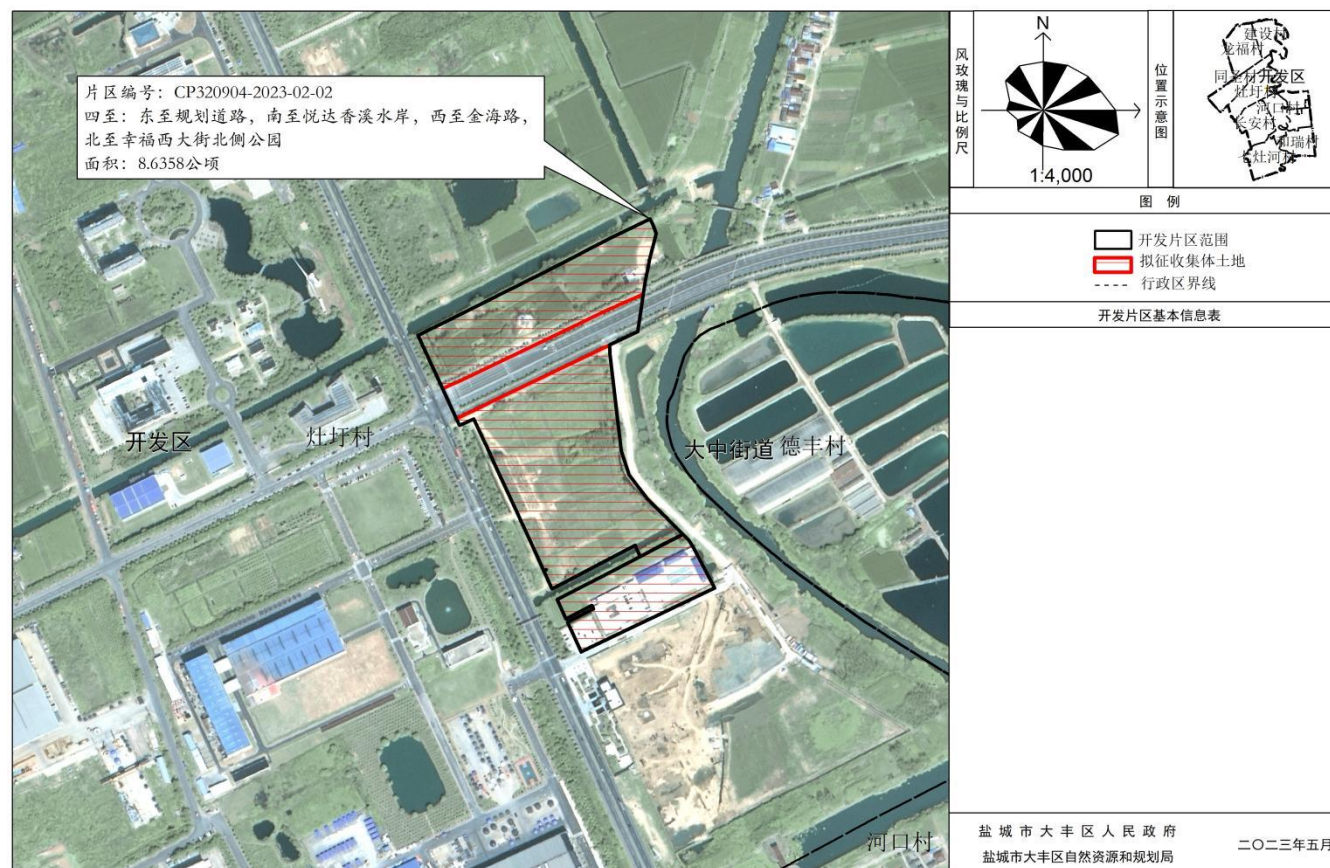 片区编号：CP320904-2023-02-02
四至：东至规划道路，南至悦达香溪水岸，西至金海路，
北至幸福西大街北侧公园
面积：8.6358公顷
开发区
灶圩村
大中街道
德丰村
河口村
风玫瑰与比例尺
N
1:4,000
位置示意图
建设村
龙福村
开发区
灶圩村
河口村
长安村
和瑞村
七灶河村
图 例
开发片区范围
拟征收集体土地
行政区界线
开发片区基本信息表
盐城市大丰区人民政府
盐城市大丰区自然资源和规划局
二〇二三年五月